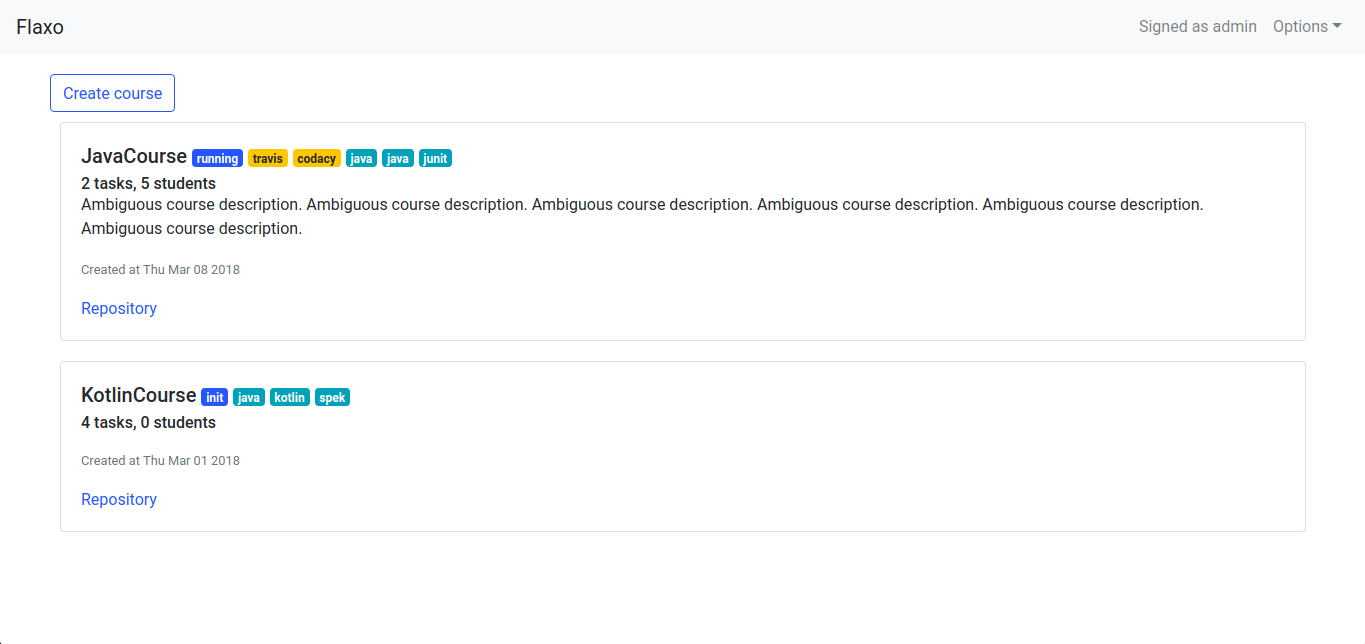 Flaxo
Signed as admin Options
Create course
JavaCourse running travis codacy java java junit
2 tasks, 5 students
Ambiguous course description. Ambiguous course description. Ambiguous course description. Ambiguous course description. Ambiguous course description.
Ambiguous course description.
Created at Thu Mar 08 2018
Repository
KotlinCourse init java kotlin spek
4 tasks, 0 students
Created at Thu Mar 01 2018
Repository